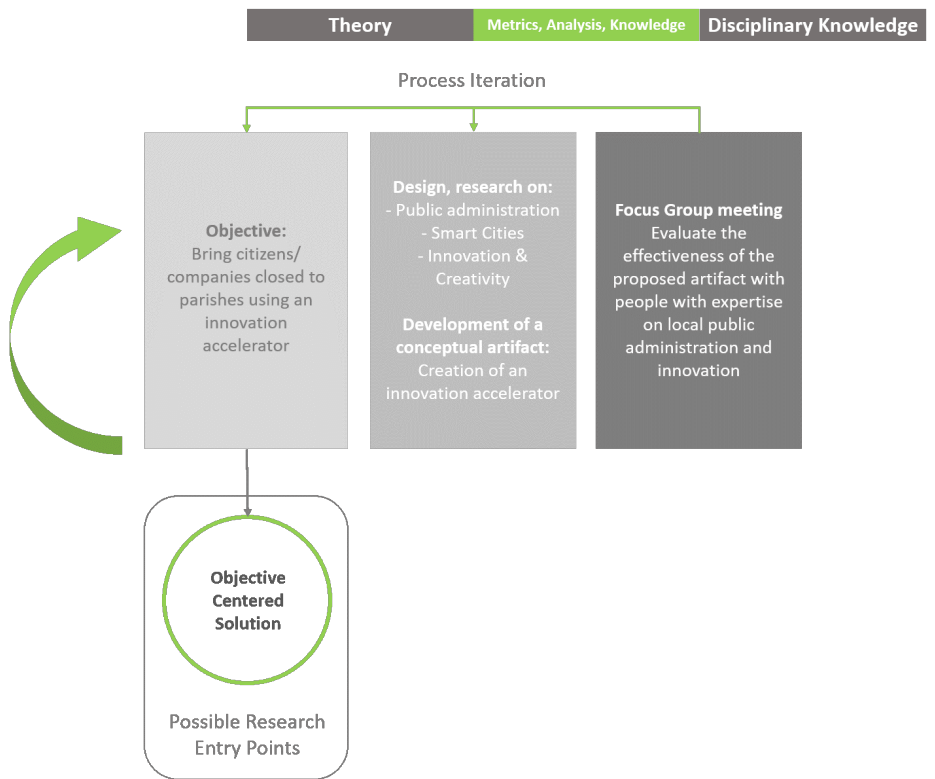 Theory
Metrics, Analysis, Knowledge
Disciplinary Knowledge
Process Iteration
Objective:
Bring citizens/
companies closed to
parishes using an
innovation
accelerator
Design, research on:
- Public administration
- Smart Cities
- Innovation &
Creativity
Development of a
conceptual artifact:
Creation of an
innovation accelerator
Focus Group meeting
Evaluate the
effectiveness of the
proposed artifact with
people with expertise
on local public
administration and
innovation
Objective
Centered
Solution
Possible Research
Entry Points